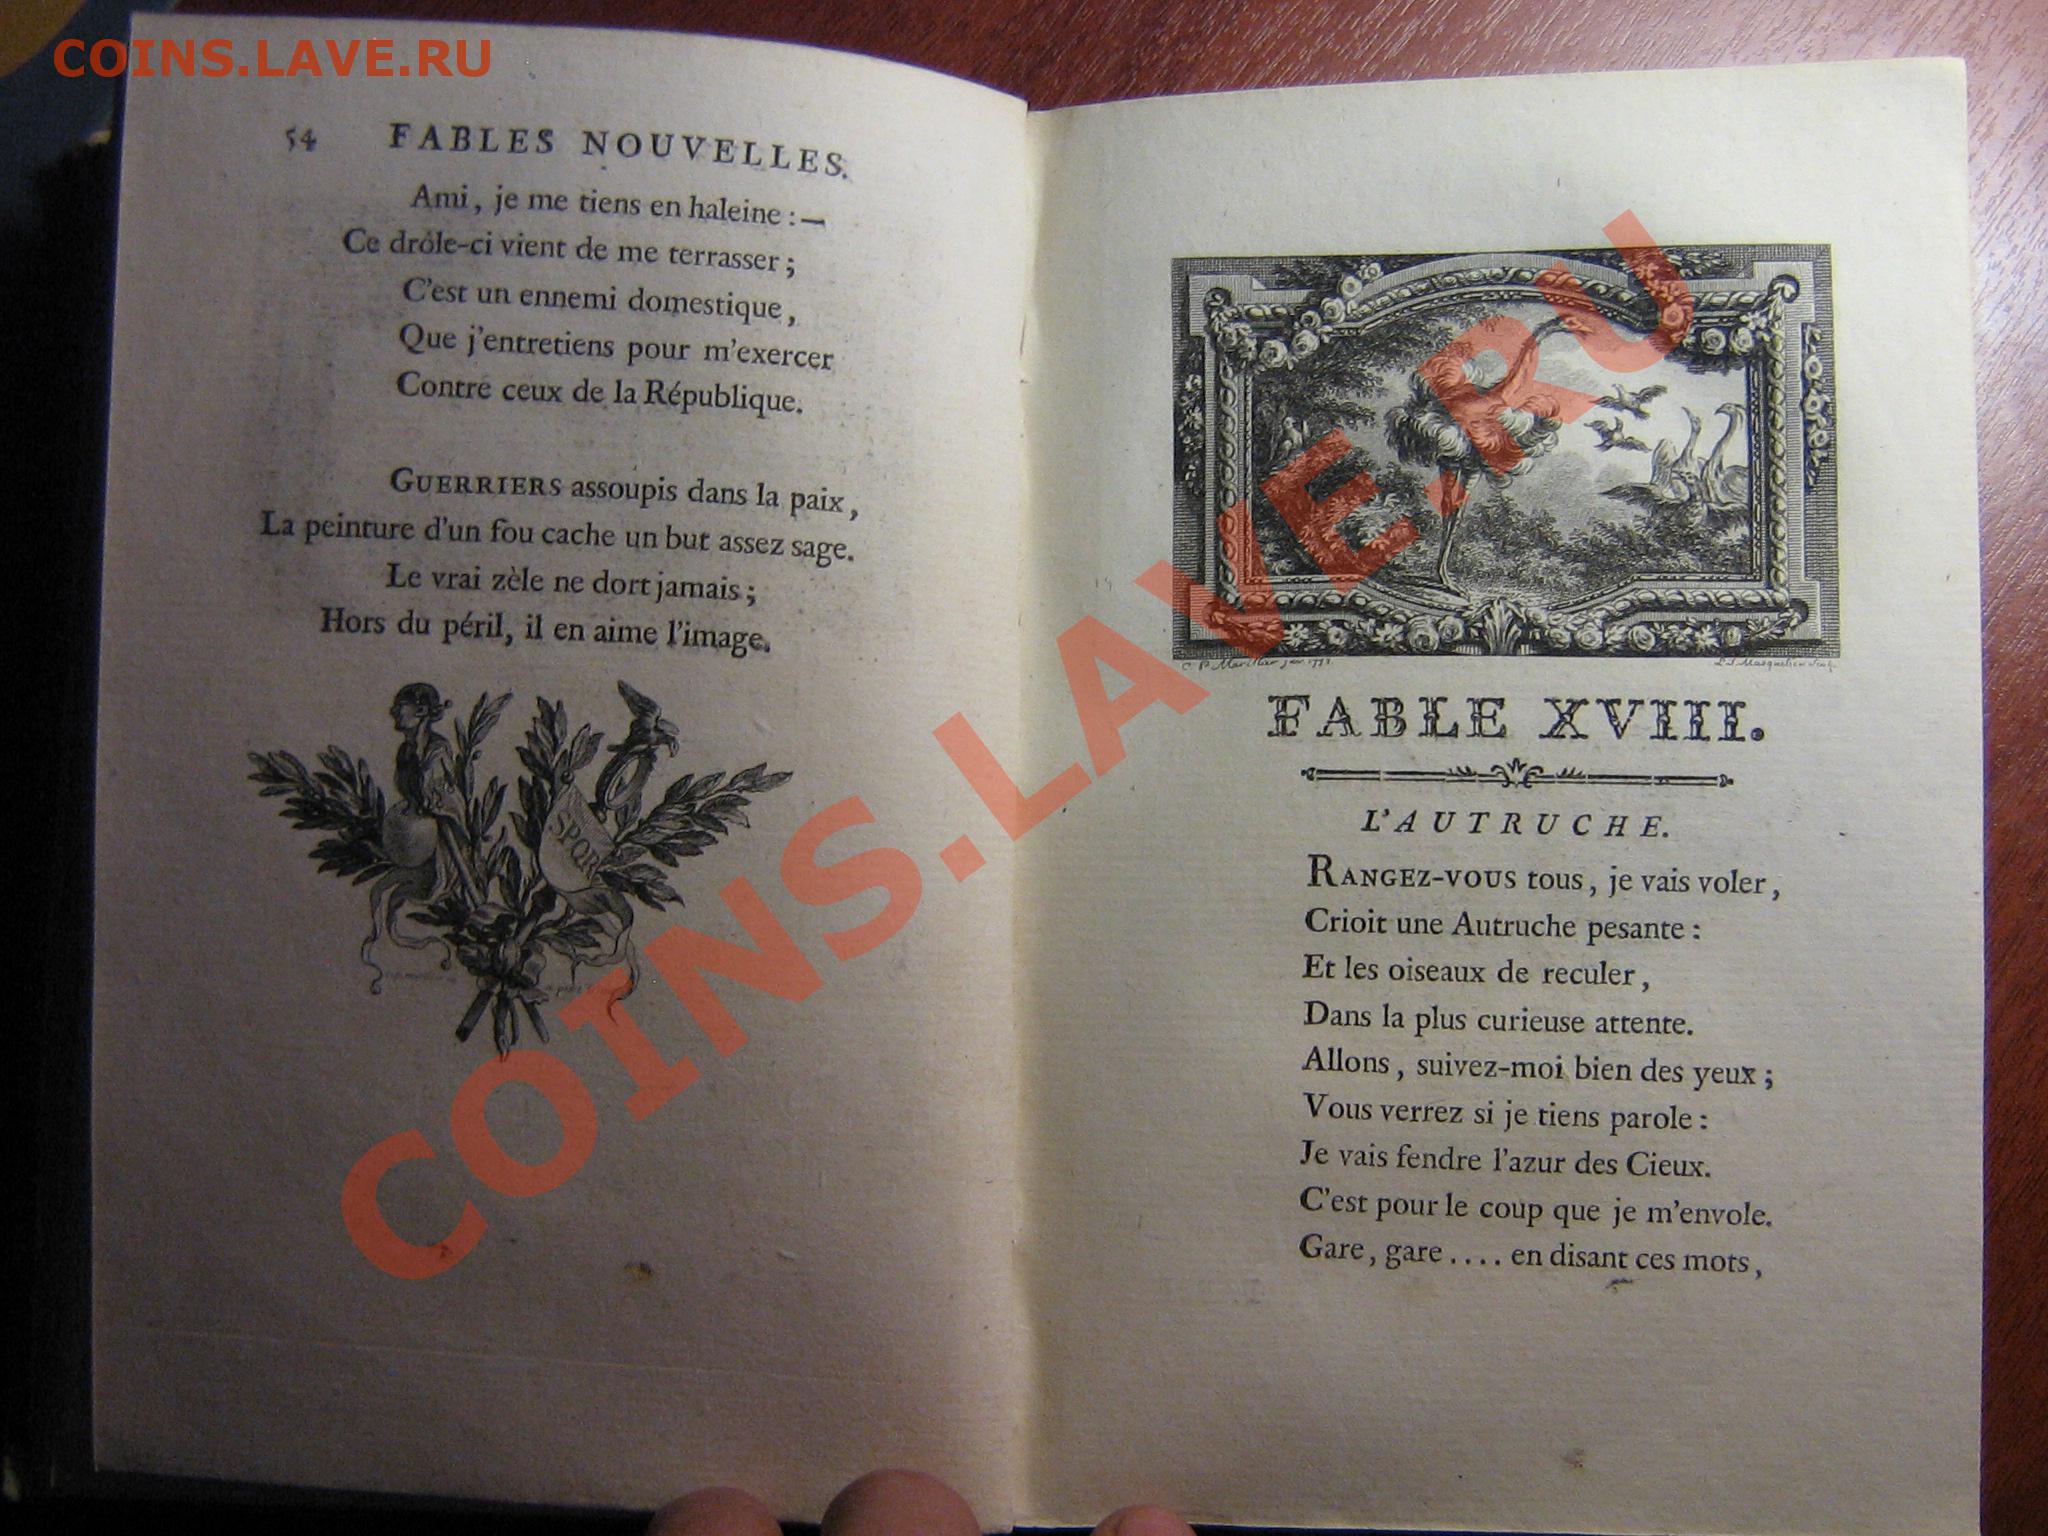 COINS.LAVE.RU
54 FABLES NOUVELLES.
Ami, je me tiens en haleine : —
Ce drôle-ci vient de me terrasser ;
C'est un ennemi domestique,
Que j'entretiens pour m'exercer
Contre ceux de la République.
GUERRIERS assoupis dans la paix,
La peinture d'un fou cache un but assez sage.
Le vrai zèle ne dort jamais ;
Hors du péril, il en aime l'image.
SPQR
COINS.LAVE.RU
C. P. Marillier 1772
Masquelier Sculp.
FABLE XVIII.
L'AUTRUCHE.
RANGEZ-VOUS tous, je vais voler,
Crioit une Autruche pesante :
Et les oiseaux de reculer,
Dans la plus curieuse attente.
Allons, suivez-moi bien des yeux ;
Vous verrez si je tiens parole :
Je vais fendre l'azur des Cieux.
C'est pour le coup que je m'envole.
Gare, gare . . . . en disant ces mots,